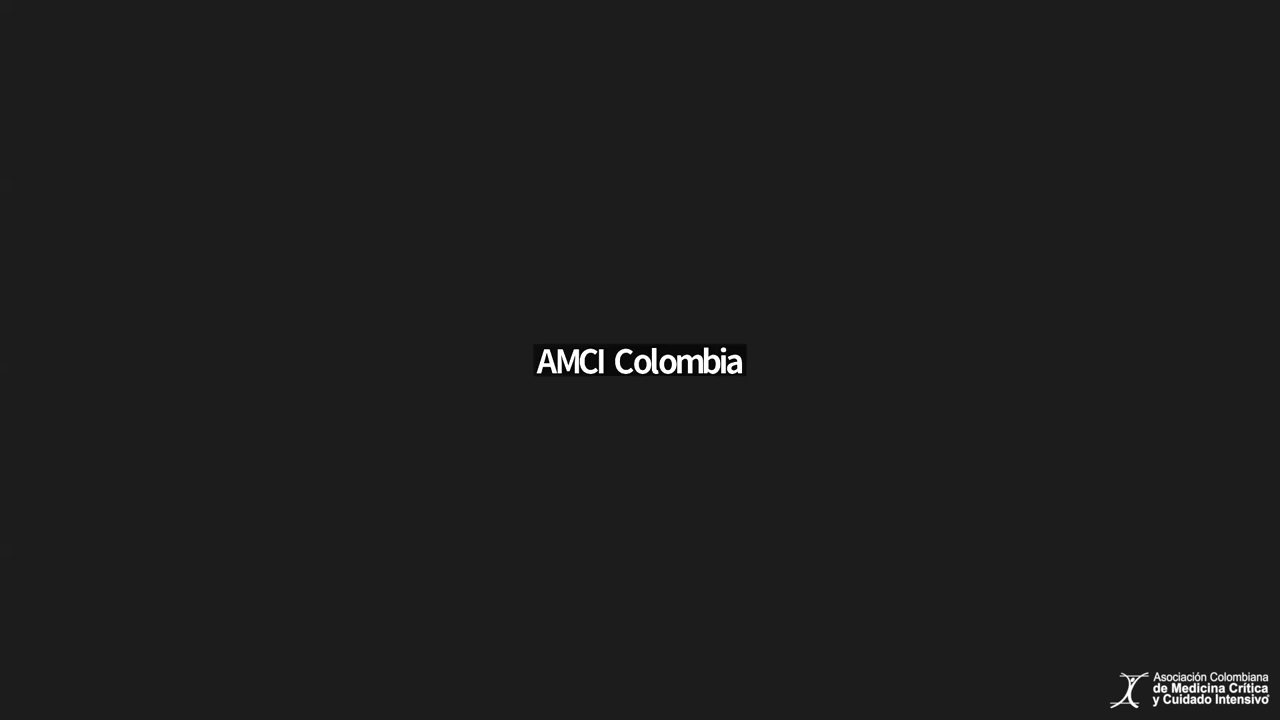 AMCI Colombia
Asociación Colombiana
de Medicina Crítica
y Cuidado Intensivo